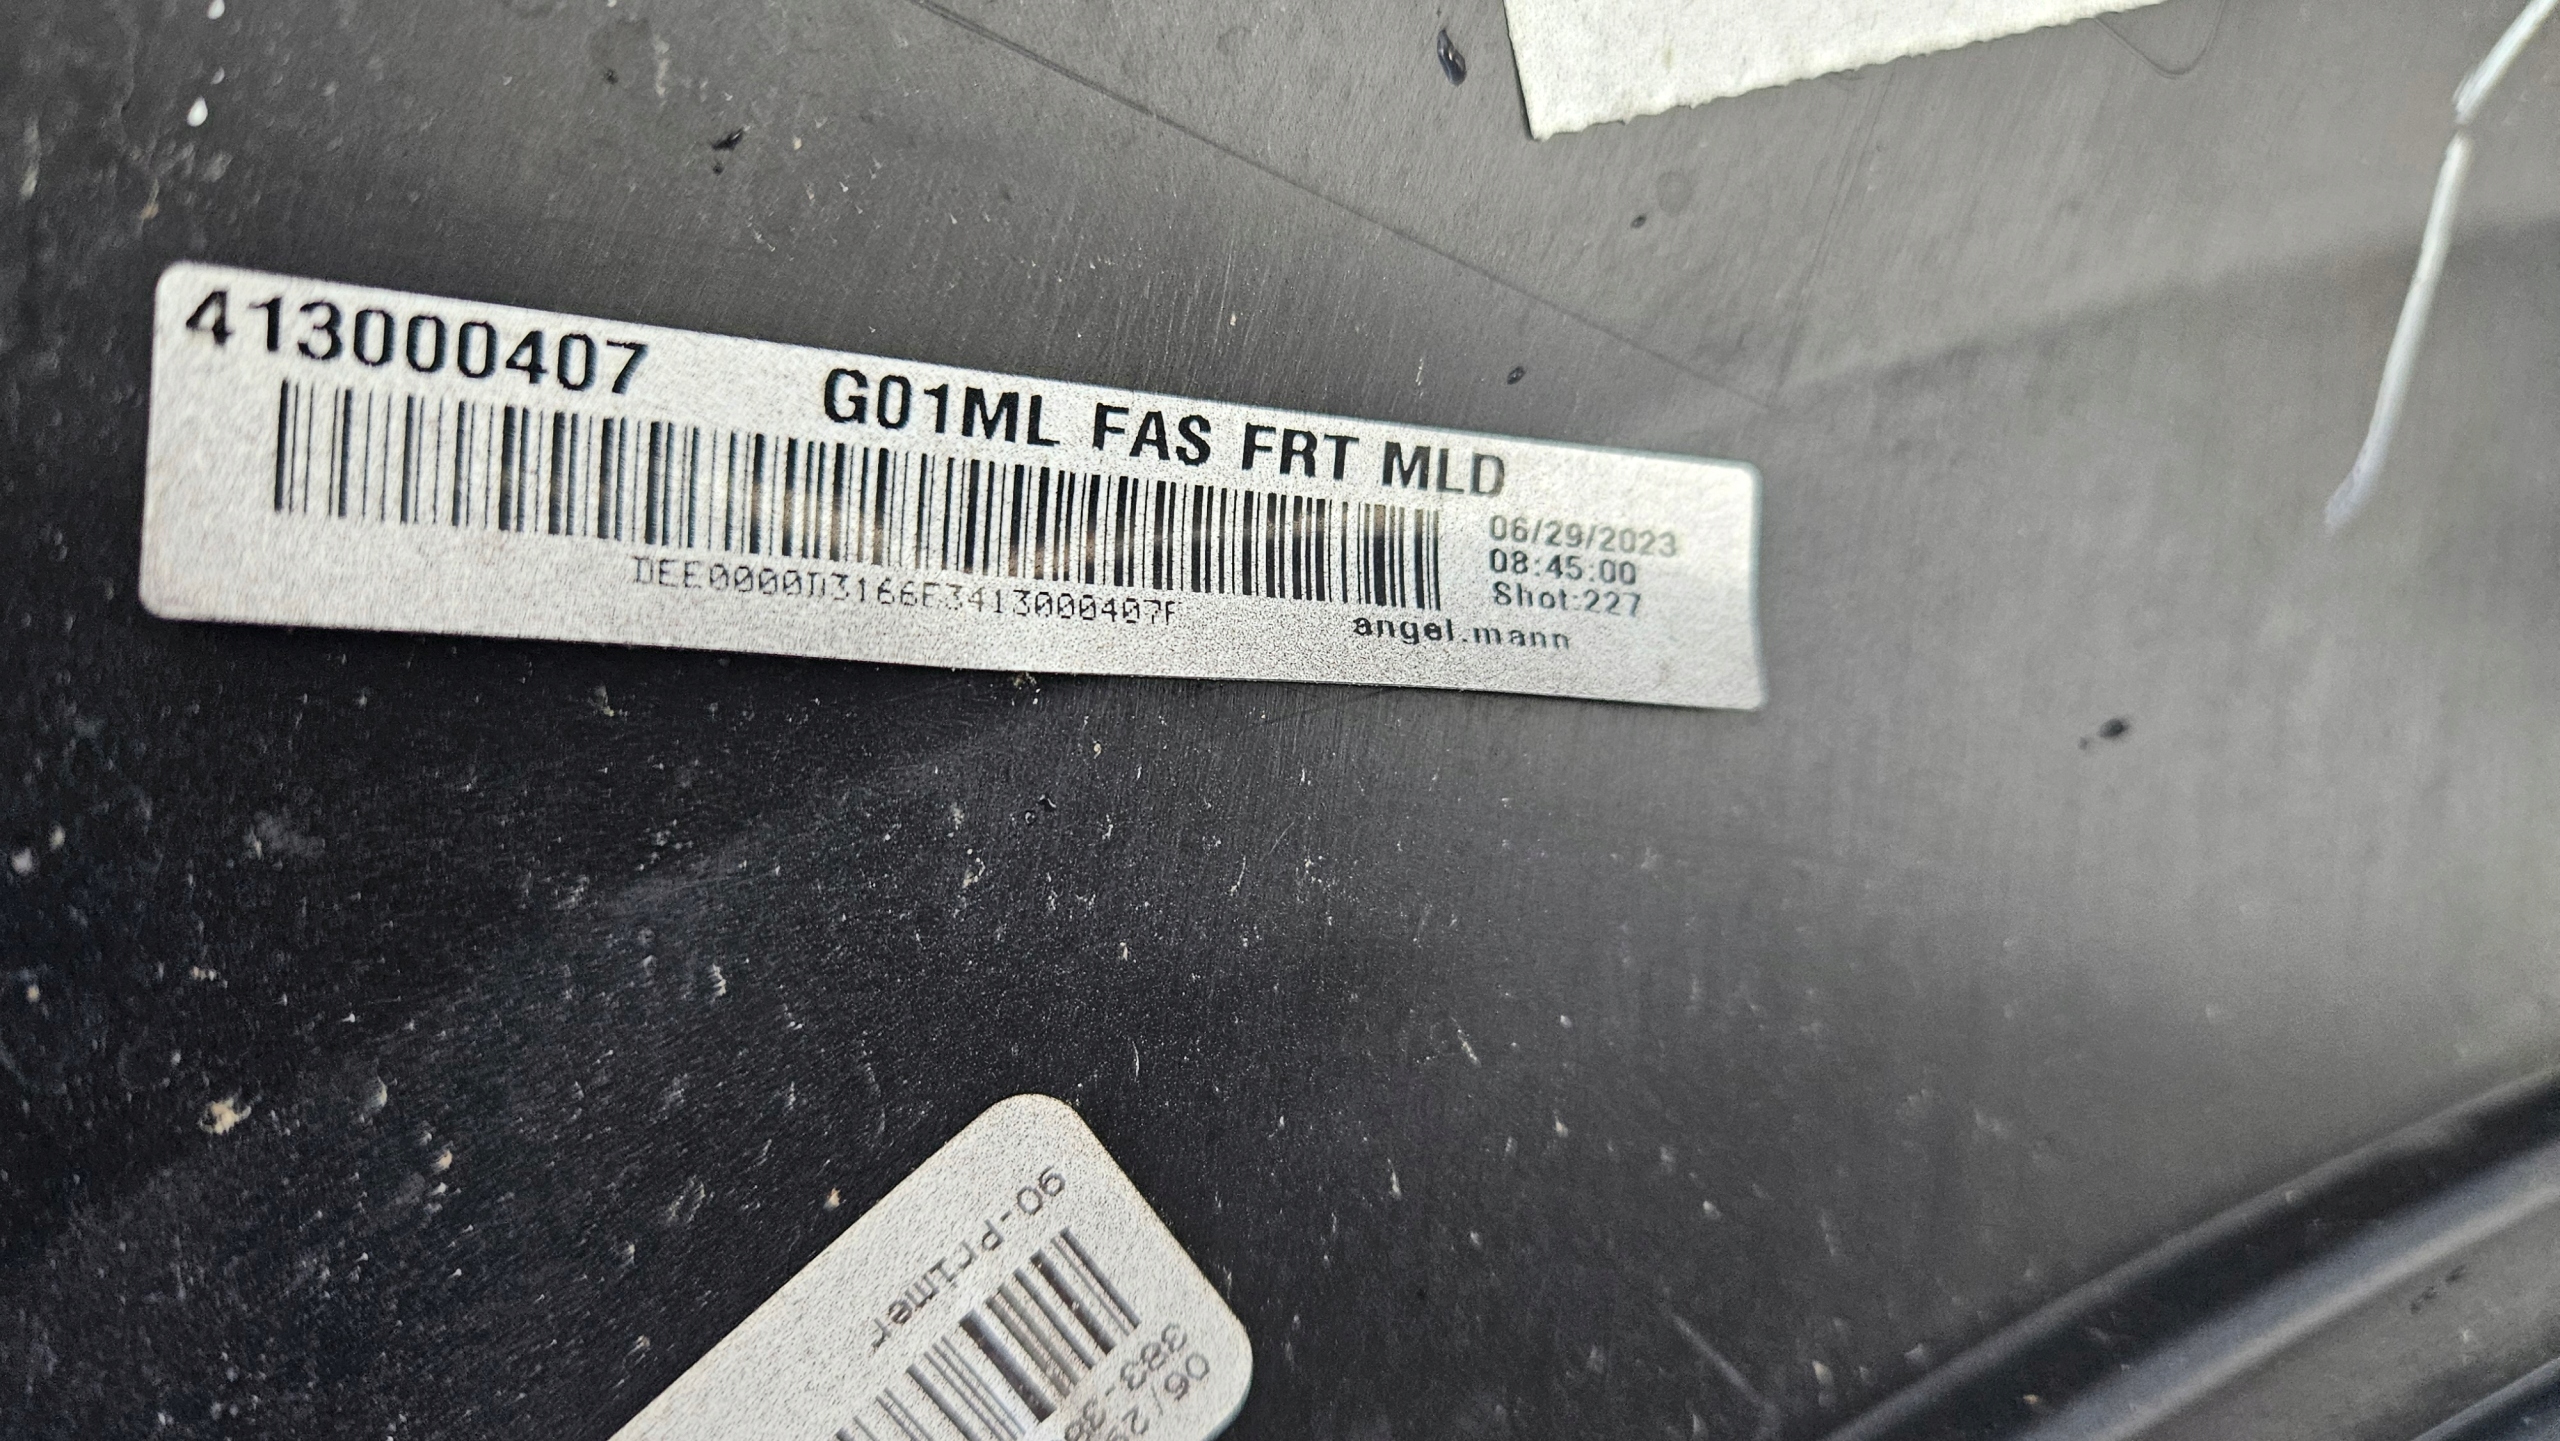 413000407
G01ML FAS FRT MLD
06/29/2023
08:45:00
Shot:227
DEE0000D3166E3413000407F
angel.mann
90-Primer